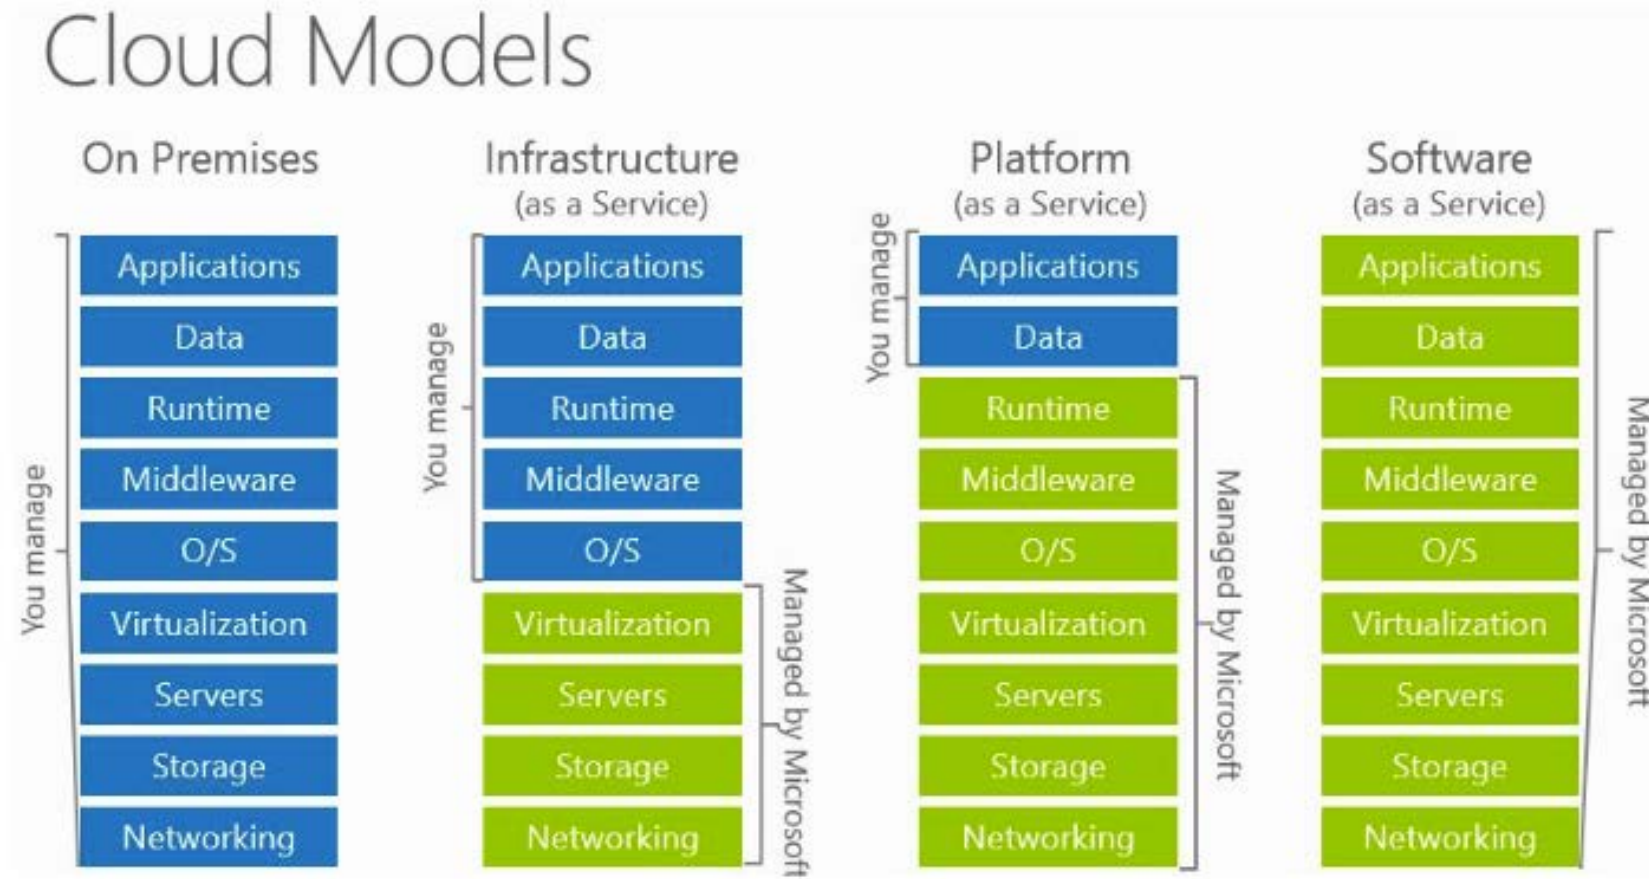 Cloud Models
On Premises
You manage
Applications
Data
Runtime
Middleware
O/S
Virtualization
Servers
Storage
Networking
Infrastructure
(as a Service)
You manage
Applications
Data
Runtime
Middleware
O/S
Virtualization
Servers
Storage
Networking
Managed by Microsoft
Platform
(as a Service)
You manage
Applications
Data
Runtime
Middleware
O/S
Virtualization
Servers
Storage
Networking
Managed by Microsoft
Software
(as a Service)
Applications
Data
Runtime
Middleware
O/S
Virtualization
Servers
Storage
Networking
Managed by Microsoft